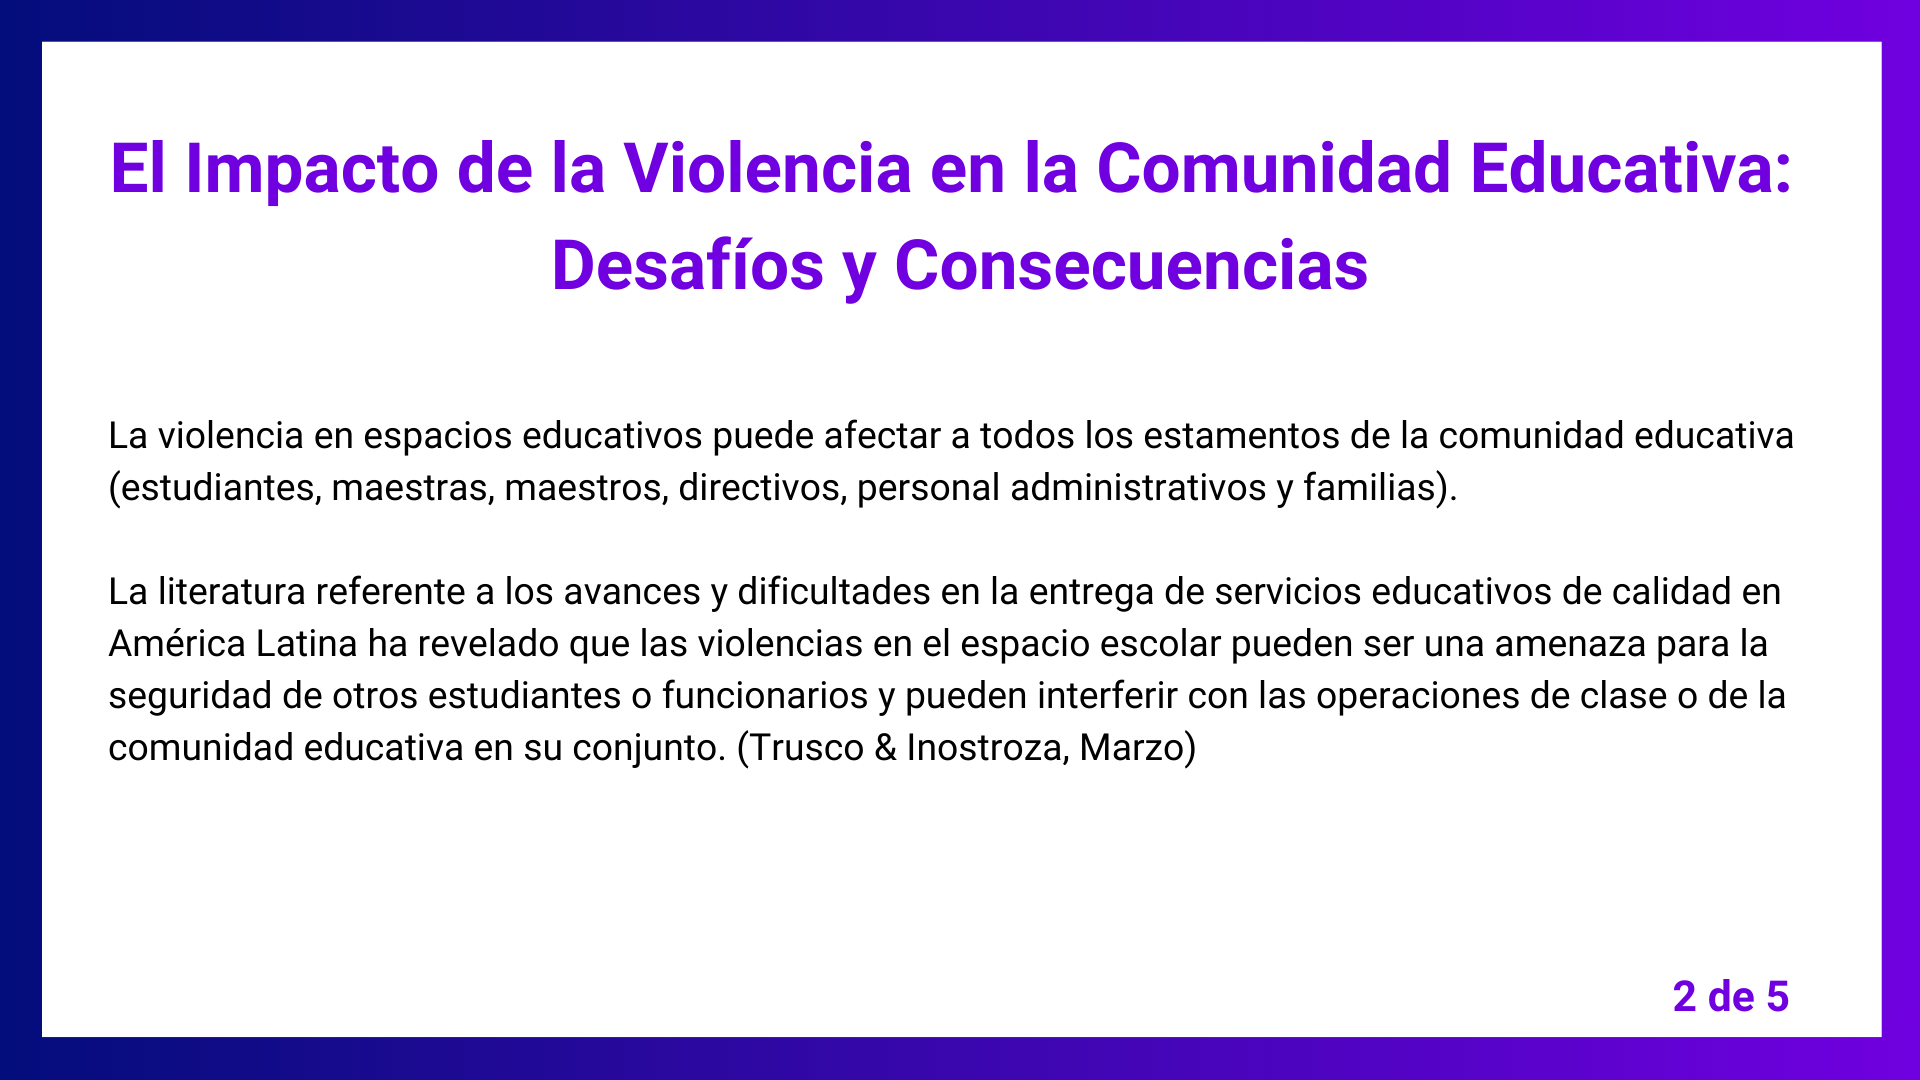 El Impacto de la Violencia en la Comunidad Educativa:
Desafíos y Consecuencias
La violencia en espacios educativos puede afectar a todos los estamentos de la comunidad educativa
(estudiantes, maestras, maestros, directivos, personal administrativos y familias).
La literatura referente a los avances y dificultades en la entrega de servicios educativos de calidad en
América Latina ha revelado que las violencias en el espacio escolar pueden ser una amenaza para la
seguridad de otros estudiantes o funcionarios y pueden interferir con las operaciones de clase o de la
comunidad educativa en su conjunto. (Trusco & Inostroza, Marzo)
2 de 5